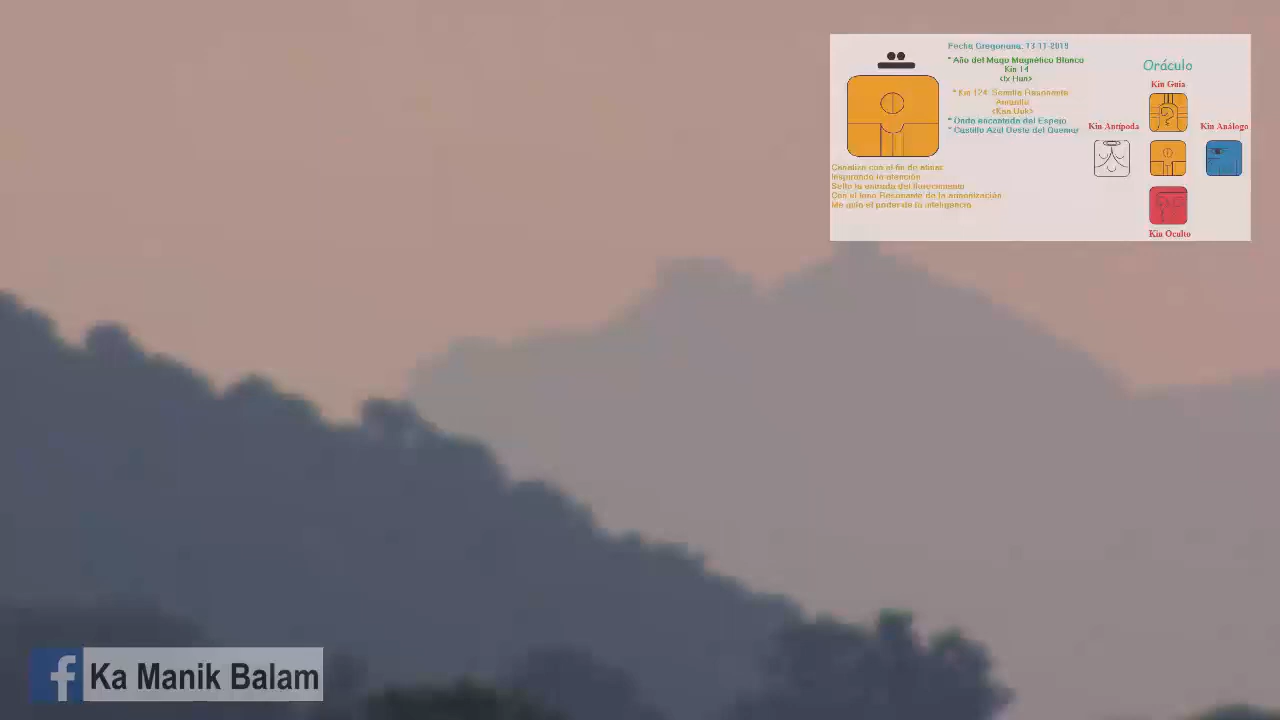 Fecha Gregoriana: 13-11-2019
* Año del Mago Magnético Blanco
Kin 14
<Ix Hun>
* Kin 124: Semilla Resonante
Amarilla
<Kan Uuk>
* Onda encantada del Espejo
* Castillo Azul Oeste del Quemar
Canalizo con el fin de atinar
Inspirando la atención
Sello la entrada del florecimiento
Con el tono Resonante de la armonización
Me guía el poder de la inteligencia
Oráculo
Kin Guía
Kin Antípoda
Kin Análogo
Kin Oculto
f Ka Manik Balam